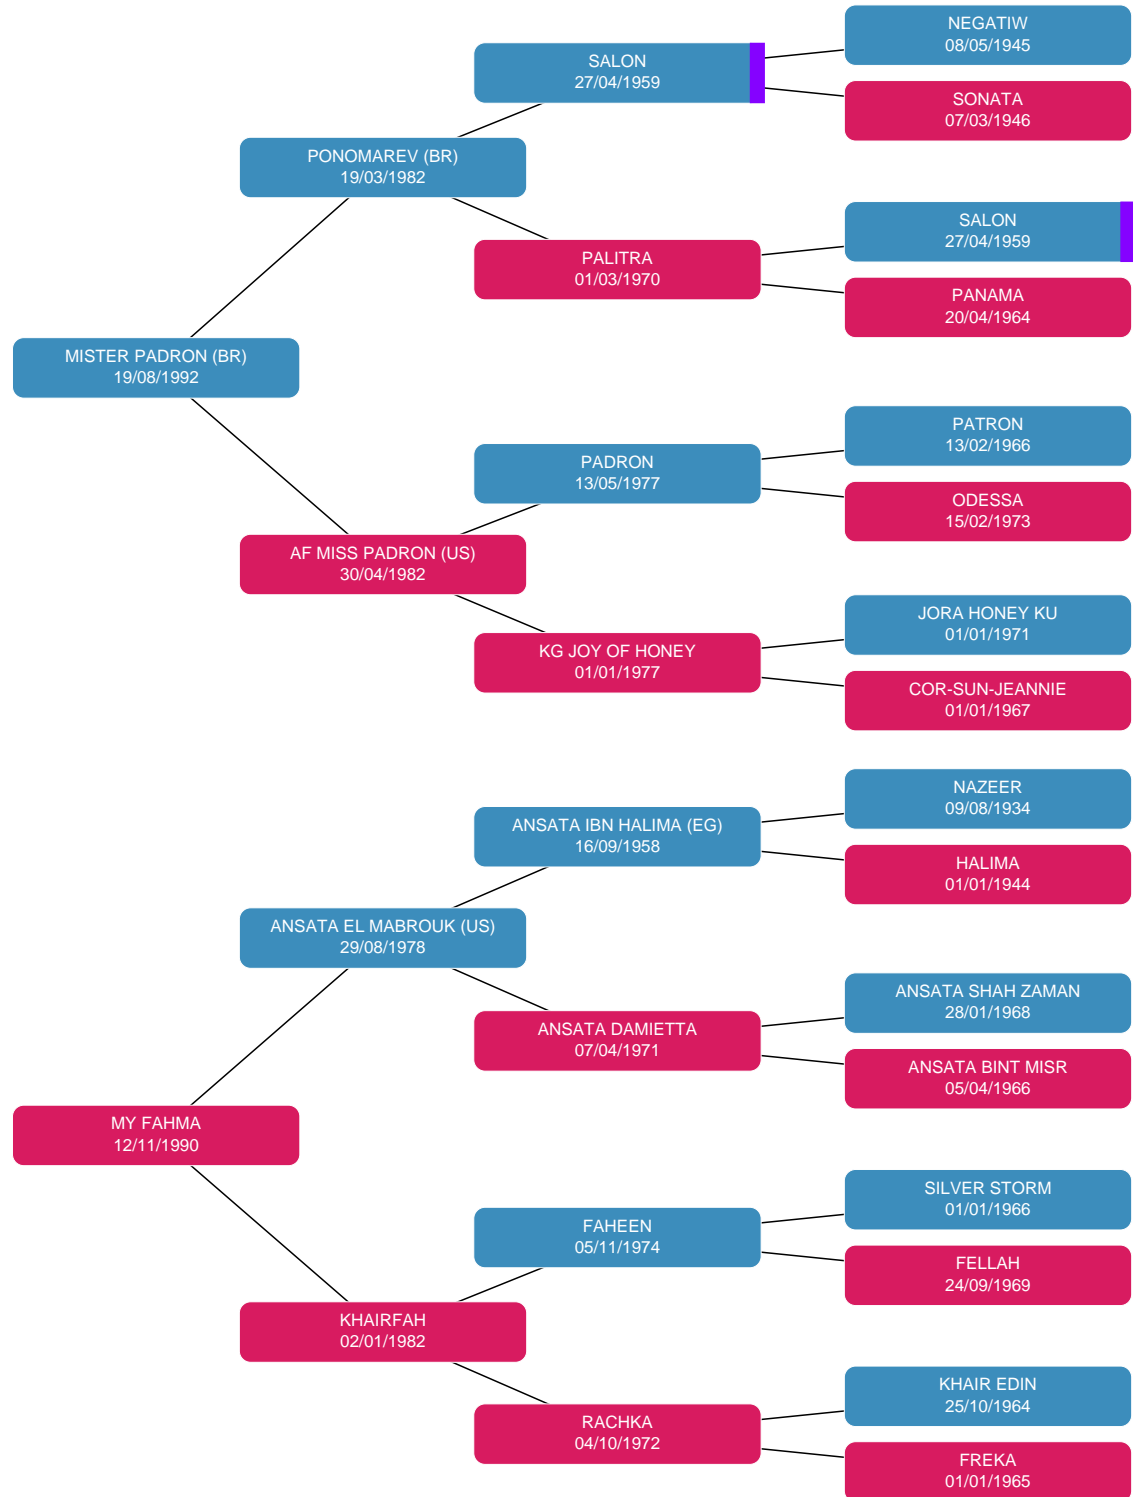 NEGATIW
08/05/1945
SALON
27/04/1959
SONATA
07/03/1946
PONOMAREV (BR)
19/03/1982
SALON
27/04/1959
PALITRA
01/03/1970
PANAMA
20/04/1964
MISTER PADRON (BR)
19/08/1992
PATRON
13/02/1966
PADRON
13/05/1977
ODESSA
15/02/1973
AF MISS PADRON (US)
30/04/1982
JORA HONEY KU
01/01/1971
KG JOY OF HONEY
01/01/1977
COR-SUN-JEANNIE
01/01/1967
NAZEER
09/08/1934
ANSATA IBN HALIMA (EG)
16/09/1958
HALIMA
01/01/1944
ANSATA EL MABROUK (US)
29/08/1978
ANSATA SHAH ZAMAN
28/01/1968
ANSATA DAMIETTA
07/04/1971
ANSATA BINT MISR
05/04/1966
MY FAHMA
12/11/1990
SILVER STORM
01/01/1966
FAHEEN
05/11/1974
FELLAH
24/09/1969
KHAIRFAH
02/01/1982
KHAIR EDIN
25/10/1964
RACHKA
04/10/1972
FREKA
01/01/1965